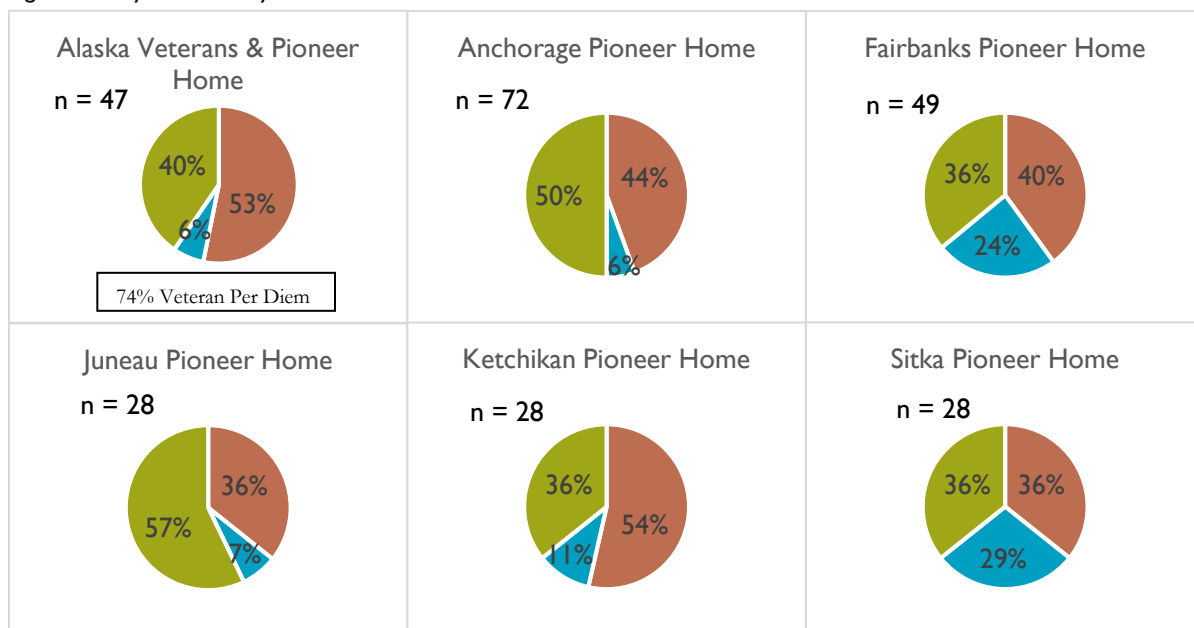 Alaska Veterans & Pioneer
Home
n = 47
40%
53%
6%
74% Veteran Per Diem
Anchorage Pioneer Home
n = 72
50%
44%
6%
Fairbanks Pioneer Home
n = 49
36%
40%
24%
Juneau Pioneer Home
n = 28
36%
57%
7%
Ketchikan Pioneer Home
n = 28
36%
54%
11%
Sitka Pioneer Home
n = 28
36%
36%
29%